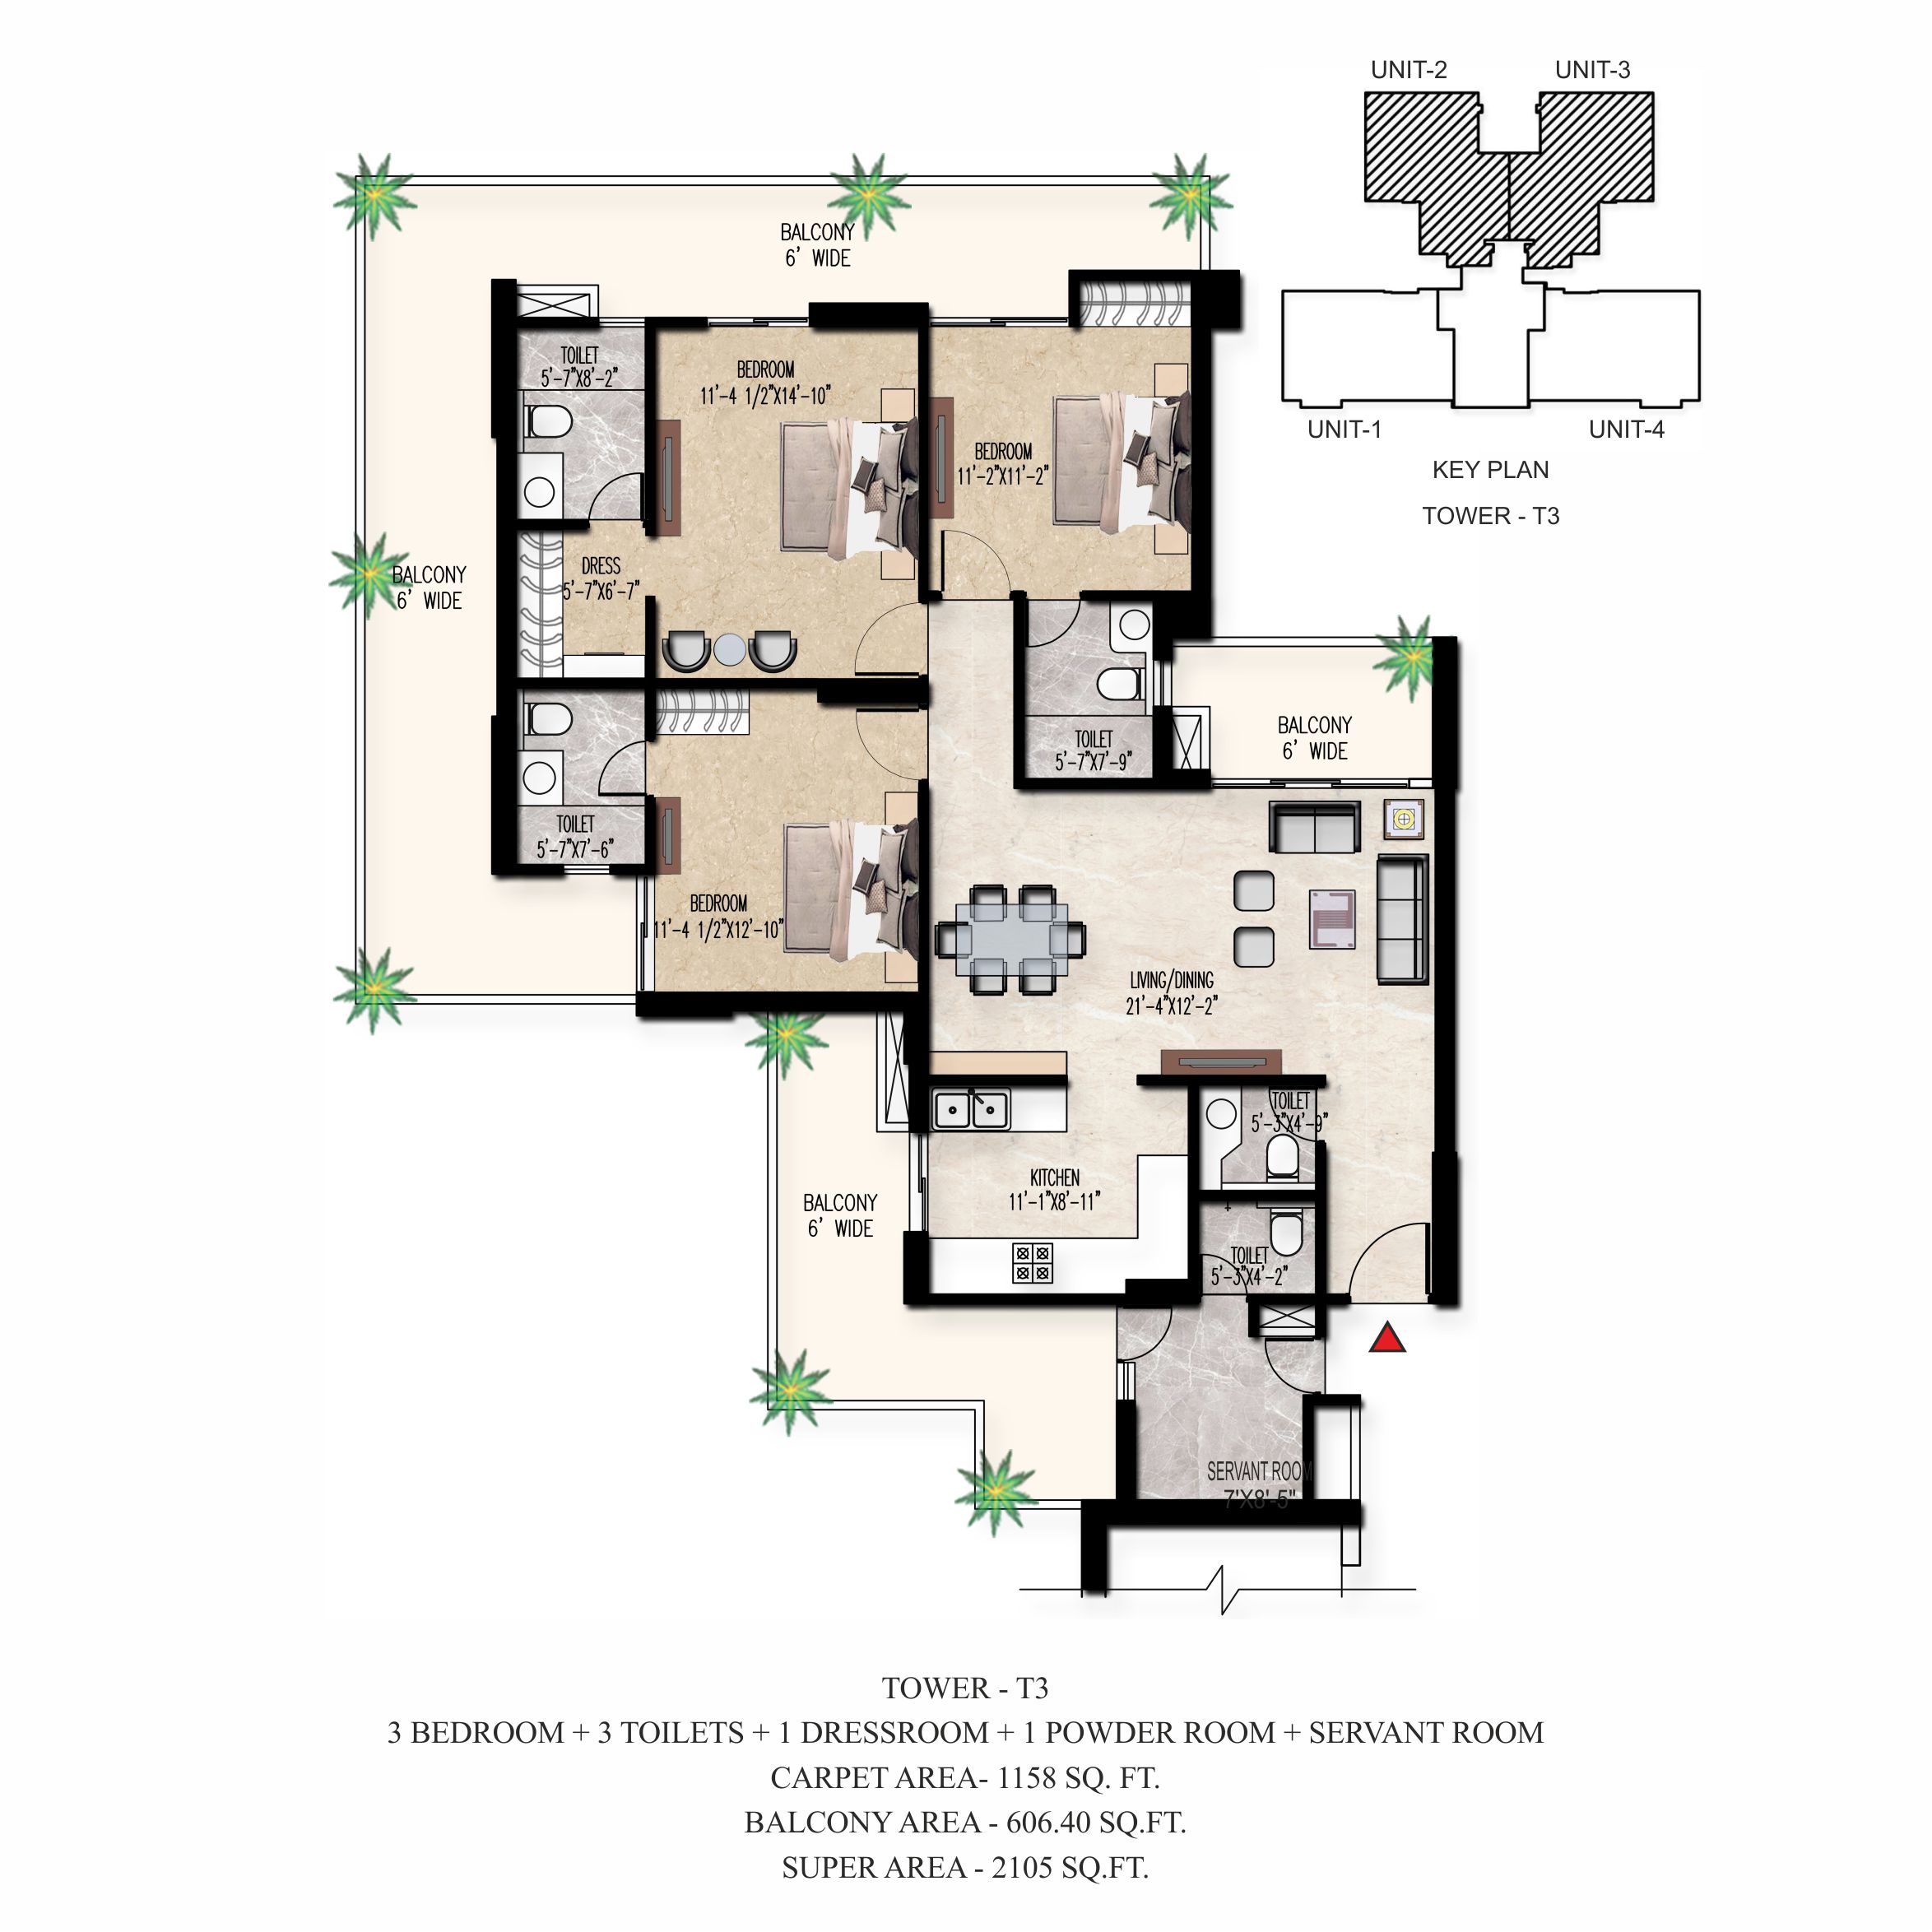 UNIT-2
UNIT-3
UNIT-1
UNIT-4
KEY PLAN
TOWER - T3
BALCONY
6' WIDE
TOILET
5'-7"X8'-2"
BEDROOM
11'-4 1/2"X14'-10"
BEDROOM
11'-2"X11'-2"
BALCONY
6' WIDE
DRESS
5'-7"X6'-7"
TOILET
5'-7"X7'-9"
BALCONY
6' WIDE
TOILET
5'-7"X7'-6"
BEDROOM
11'-4 1/2"X12'-10"
LIVING/DINING
21'-4"X12'-2"
TOILET
5'-3"X4'-9"
KITCHEN
11'-1"X8'-11"
BALCONY
6' WIDE
TOILET
5'-3"X4'-2"
SERVANT ROOM
7'X8'-5"
TOWER - T3
3 BEDROOM + 3 TOILETS + 1 DRESSROOM + 1 POWDER ROOM + SERVANT ROOM
CARPET AREA- 1158 SQ. FT.
BALCONY AREA - 606.40 SQ.FT.
SUPER AREA - 2105 SQ.FT.